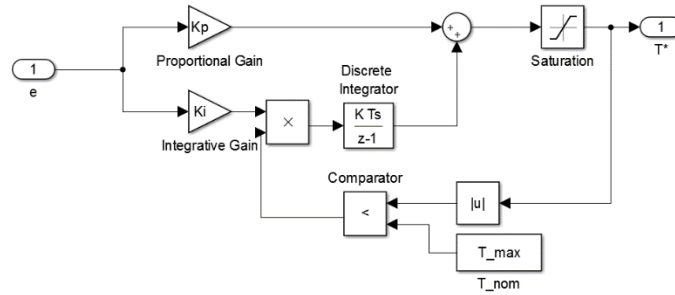 1
e
Kp
Proportional Gain
Ki
Integrative Gain
×
Discrete
Integrator
K Ts
z-1
+
+
Saturation
1
T*
Comparator
<
|u|
T_max
T_nom